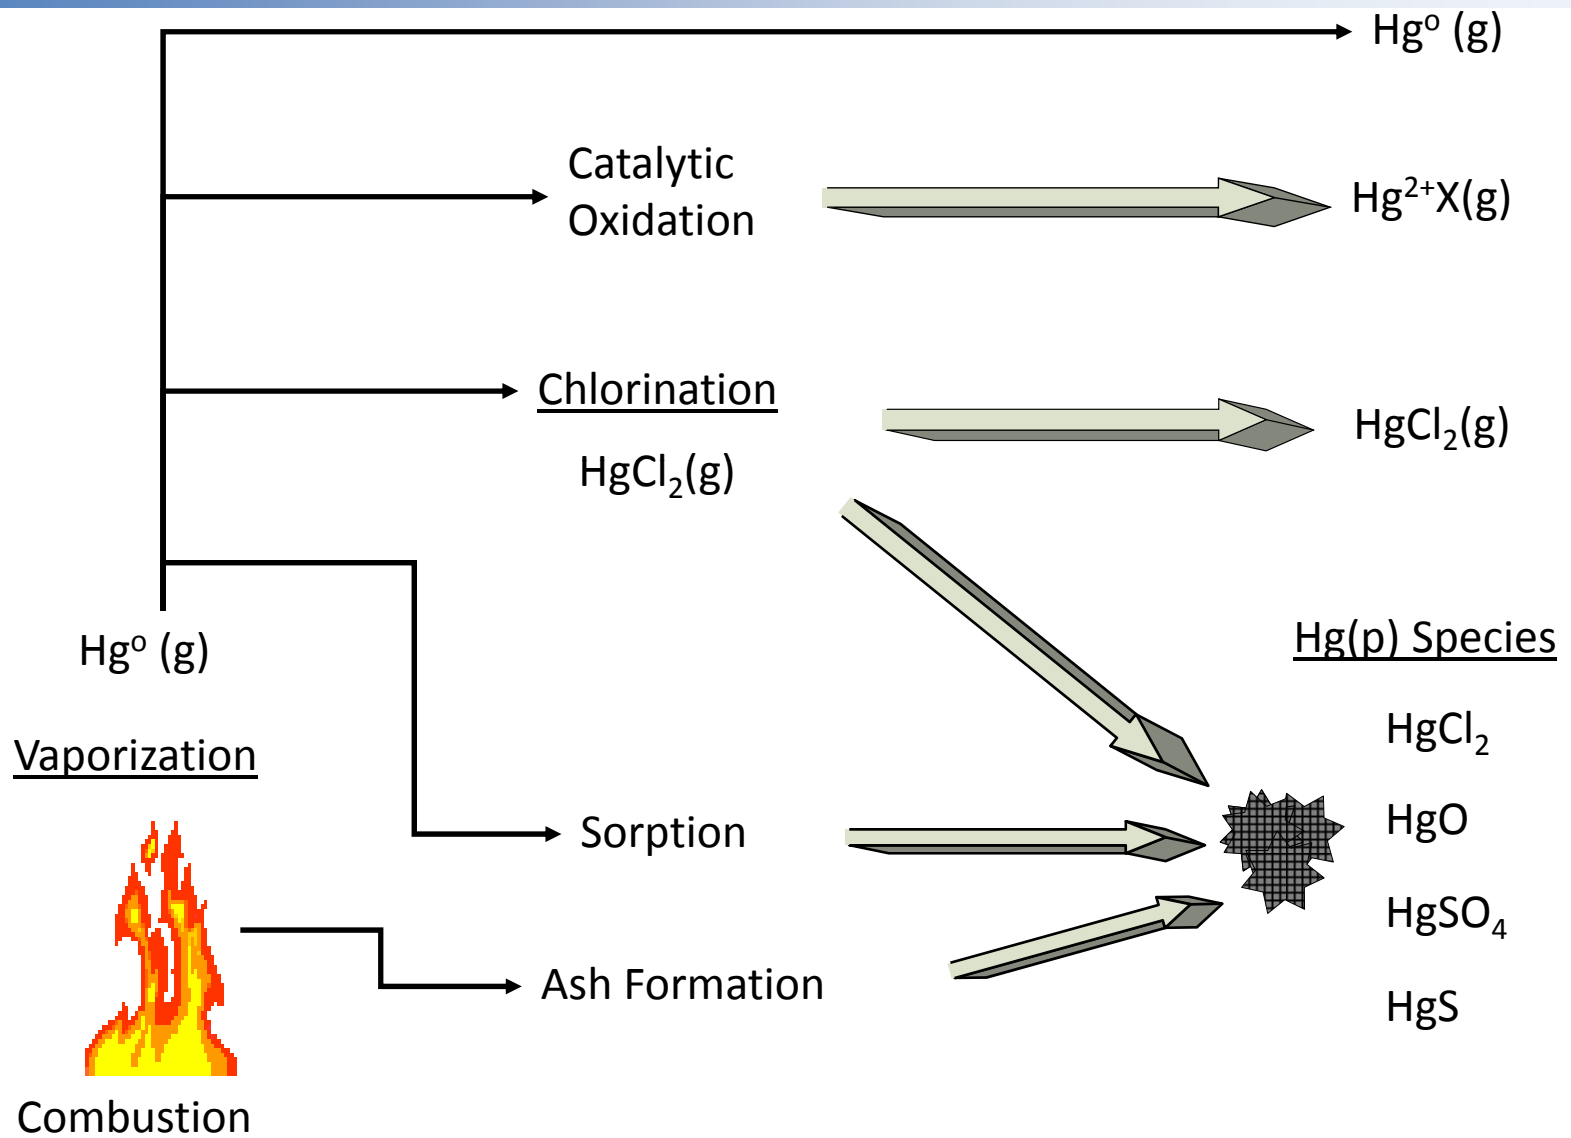 Hgᵒ (g)
Catalytic
Oxidation
Hg²⁺X(g)
Chlorination
HgCl₂(g)
HgCl₂(g)
Hgᵒ (g)
Vaporization
Hg(p) Species
HgCl₂
HgO
HgSO₄
HgS
Sorption
Ash Formation
Combustion